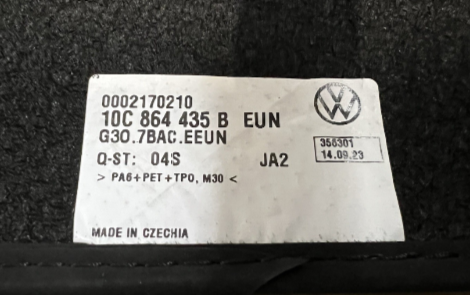 0002170210
10C 864 435 B EUN
G30.7BAC.EEUN
Q-ST: 04S JA2
356301
14.09.23
> PA6+PET+TPO, M30 <
MADE IN CZECHIA